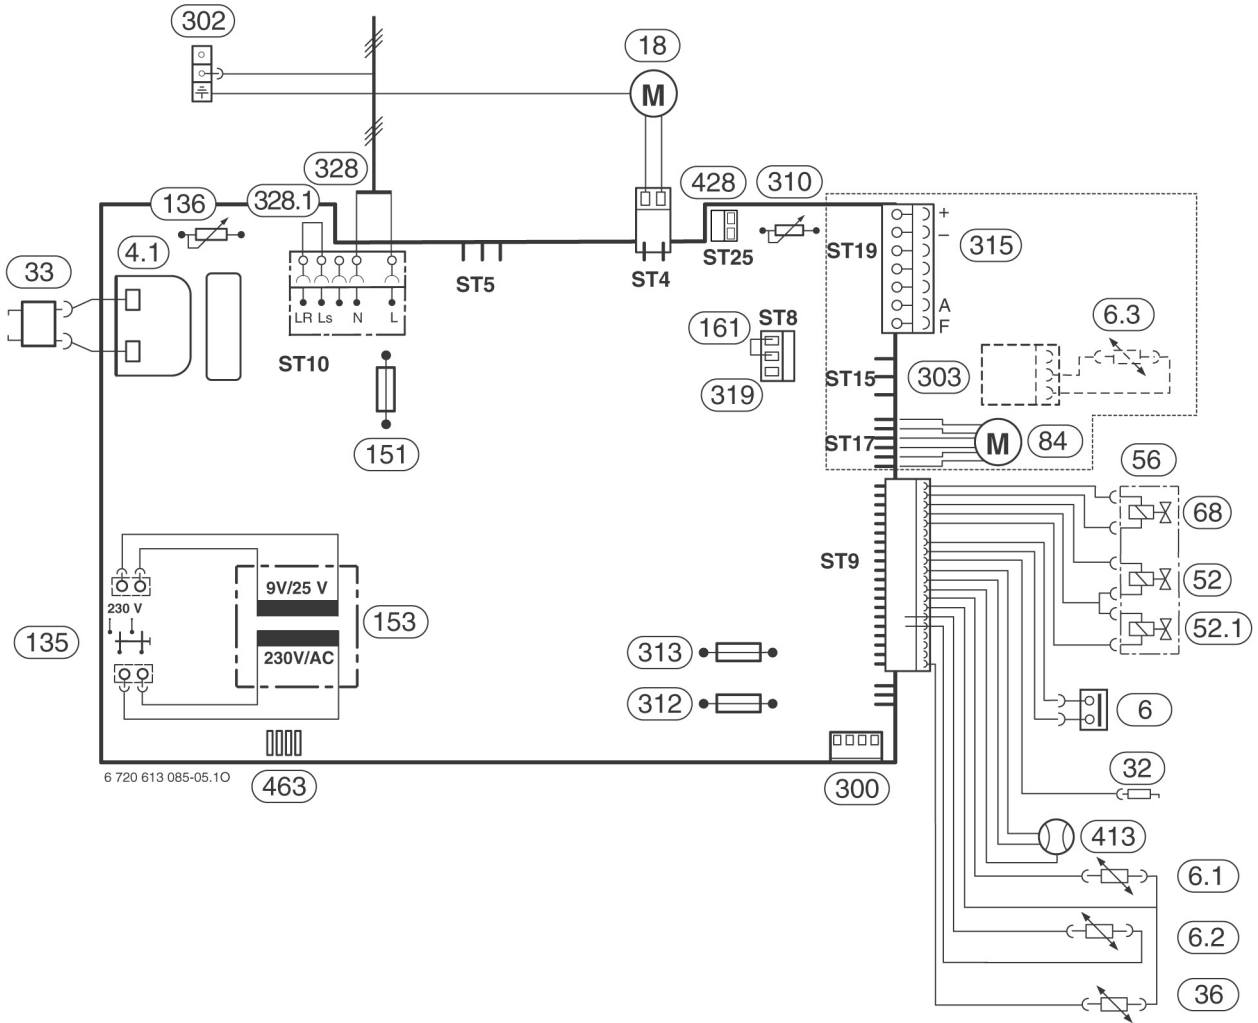 302
18
M
328
136
328.1
428
310
4.1
33
ST5
ST4
ST25
ST19
+
–
315
A
F
LR Ls N L
ST10
161
ST8
319
6.3
ST15
303
151
ST17
M
84
56
68
ST9
52
52.1
9V/25 V
230 V
135
153
230V/AC
313
312
6
32
463
6 720 613 085-05.1O
300
413
6.1
6.2
36